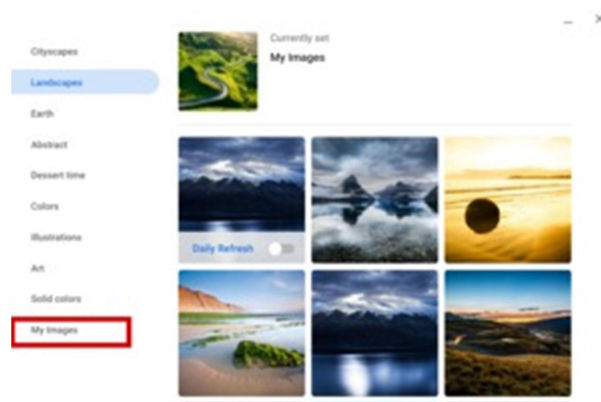 Currently set
My Images
Cityscapes
Landscapes
Earth
Abstract
Dessert time
Colors
Illustrations
Art
Solid colors
My Images
Daily Refresh